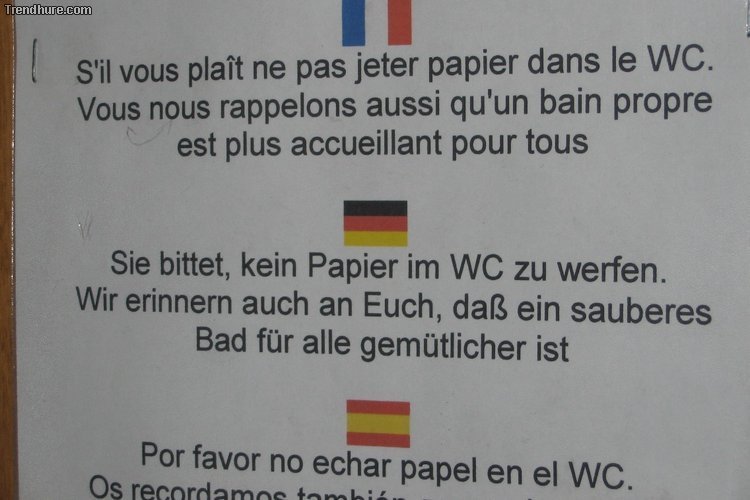 Trendhure.com
S'il vous plaît ne pas jeter papier dans le WC.
Vous nous rappelons aussi qu'un bain propre
est plus accueillant pour tous
Sie bittet, kein Papier im WC zu werfen.
Wir erinnern auch an Euch, daß ein sauberes
Bad für alle gemütlicher ist
Por favor no echar papel en el WC.
Os recordamos también